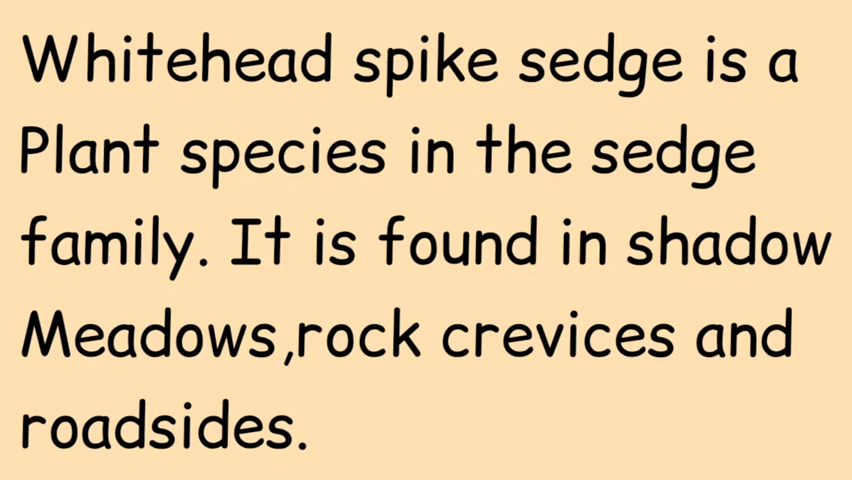 Whitehead spike sedge is a
Plant species in the sedge
family. It is found in shadow
Meadows,rock crevices and
roadsides.